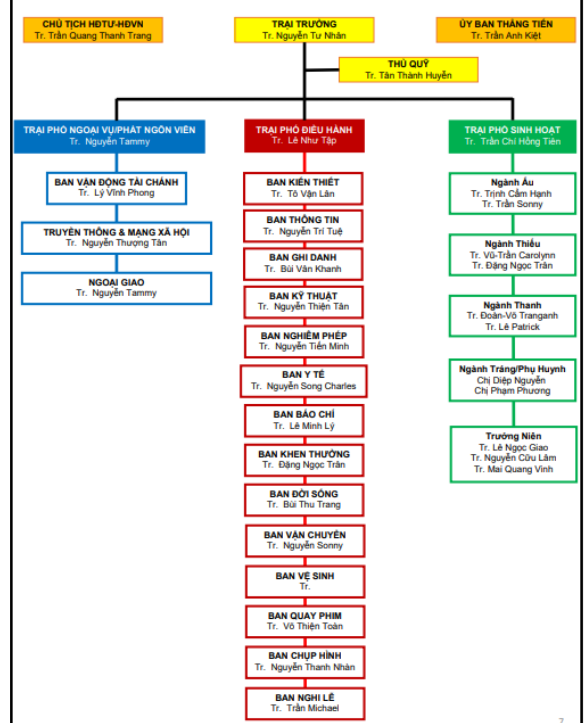 CHỦ TỊCH HĐTƯ-HĐVN
Tr. Trần Quang Thanh Trang
TRẠI TRƯỞNG
Tr. Nguyễn Tư Nhân
ỦY BAN THĂNG TIẾN
Tr. Trần Anh Kiệt
THỦ QUỸ
Tr. Tân Thành Huyễn
TRẠI PHÓ NGOẠI VỤ/PHÁT NGÔN VIÊN
Tr. Nguyễn Tammy
BAN VẬN ĐỘNG TÀI CHÁNH
Tr. Lý Vĩnh Phong
TRUYỀN THÔNG & MẠNG XÃ HỘI
Tr. Nguyễn Thượng Tân
NGOẠI GIAO
Tr. Nguyễn Tammy
TRẠI PHÓ ĐIỀU HÀNH
Tr. Lê Như Tập
BAN KIẾN THIẾT
Tr. Tô Vạn Lân
BAN THÔNG TIN
Tr. Nguyễn Trí Tuệ
BAN GHI DANH
Tr. Bùi Vân Khanh
BAN KỸ THUẬT
Tr. Nguyễn Thiện Tân
BAN NGHIÊM PHÉP
Tr. Nguyễn Tiến Minh
BAN Y TẾ
Tr. Nguyễn Song Charles
BAN BÁO CHÍ
Tr. Lê Minh Lý
BAN KHEN THƯỞNG
Tr. Đặng Ngọc Trân
BAN ĐỜI SỐNG
Tr. Bùi Thu Trang
BAN VẬN CHUYỂN
Tr. Nguyễn Sonny
BAN VỆ SINH
Tr.
BAN QUAY PHIM
Tr. Võ Thiện Toàn
BAN CHỤP HÌNH
Tr. Nguyễn Thanh Nhàn
BAN NGHI LỄ
Tr. Trần Michael
TRẠI PHÓ SINH HOẠT
Tr. Trần Chí Hồng Tiên
Ngành Ấu
Tr. Trịnh Cẩm Hạnh
Tr. Trần Sonny
Ngành Thiếu
Tr. Vũ-Trần Carolynn
Tr. Đặng Ngọc Trân
Ngành Thanh
Tr. Đoàn-Võ Tranganh
Tr. Lê Patrick
Ngành Tráng/Phụ Huynh
Chị Diệp Nguyễn
Chị Phạm Phương
Trưởng Niên
Tr. Lê Ngọc Giao
Tr. Nguyễn Cửu Lâm
Tr. Mai Quang Vinh
7